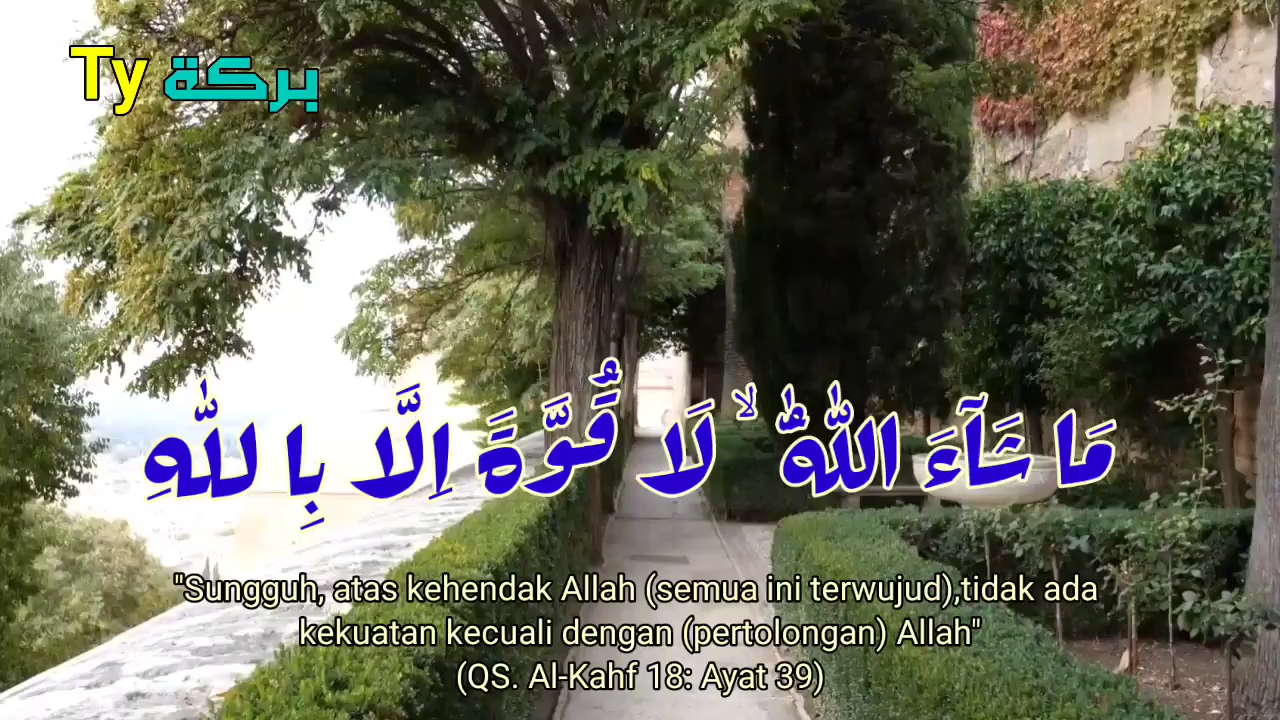 Ty بركة
مَا شَآءَ اللّٰهُ ۙ لَا قُوَّةَ اِلَّا بِا للّٰهِ
"Sungguh, atas kehendak Allah (semua ini terwujud),tidak ada
kekuatan kecuali dengan (pertolongan) Allah"
(QS. Al-Kahf 18: Ayat 39)